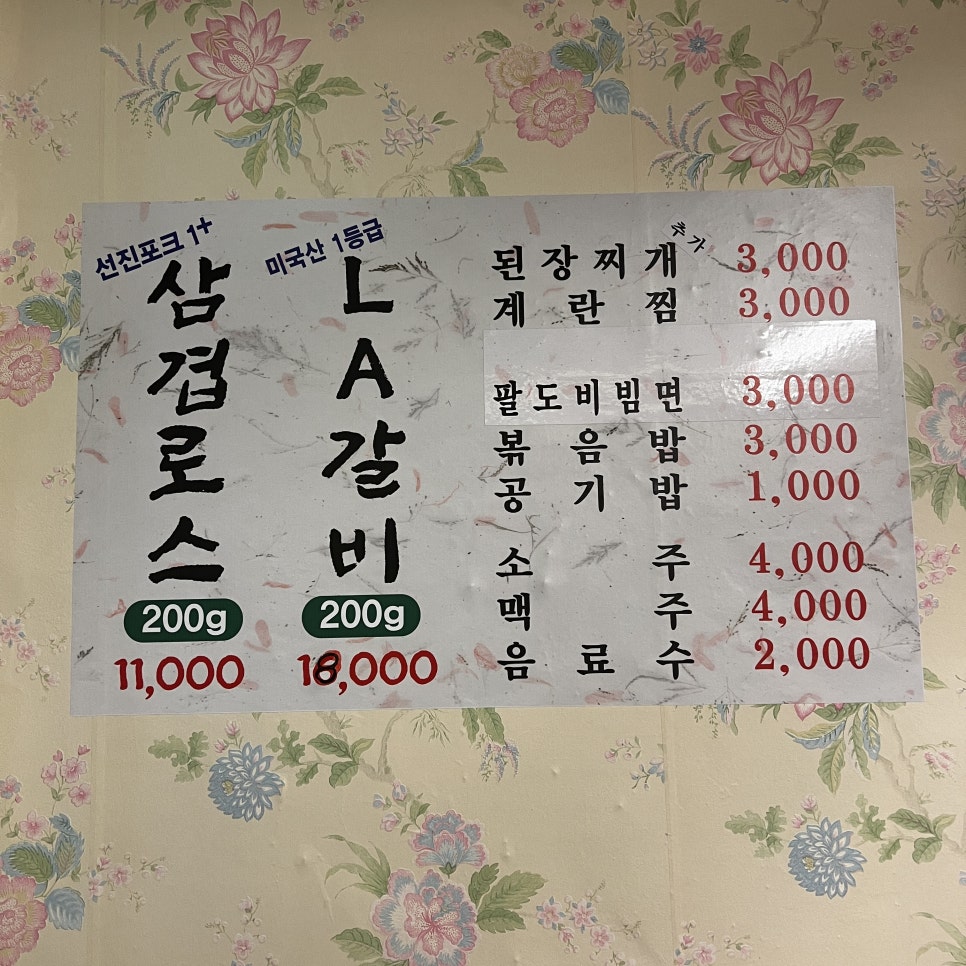 선진포크 1+
삼겹로스
200g
11,000
미국산 1등급
LA갈비
200g
18,000
된장찌개 추가 3,000
계란찜 3,000
팔도비빔면 3,000
볶음밥 3,000
공기밥 1,000
소주 4,000
맥주 4,000
음료수 2,000